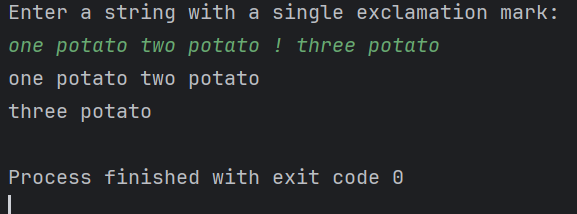 Enter a string with a single exclamation mark:
one potato two potato ! three potato
one potato two potato
three potato
Process finished with exit code 0